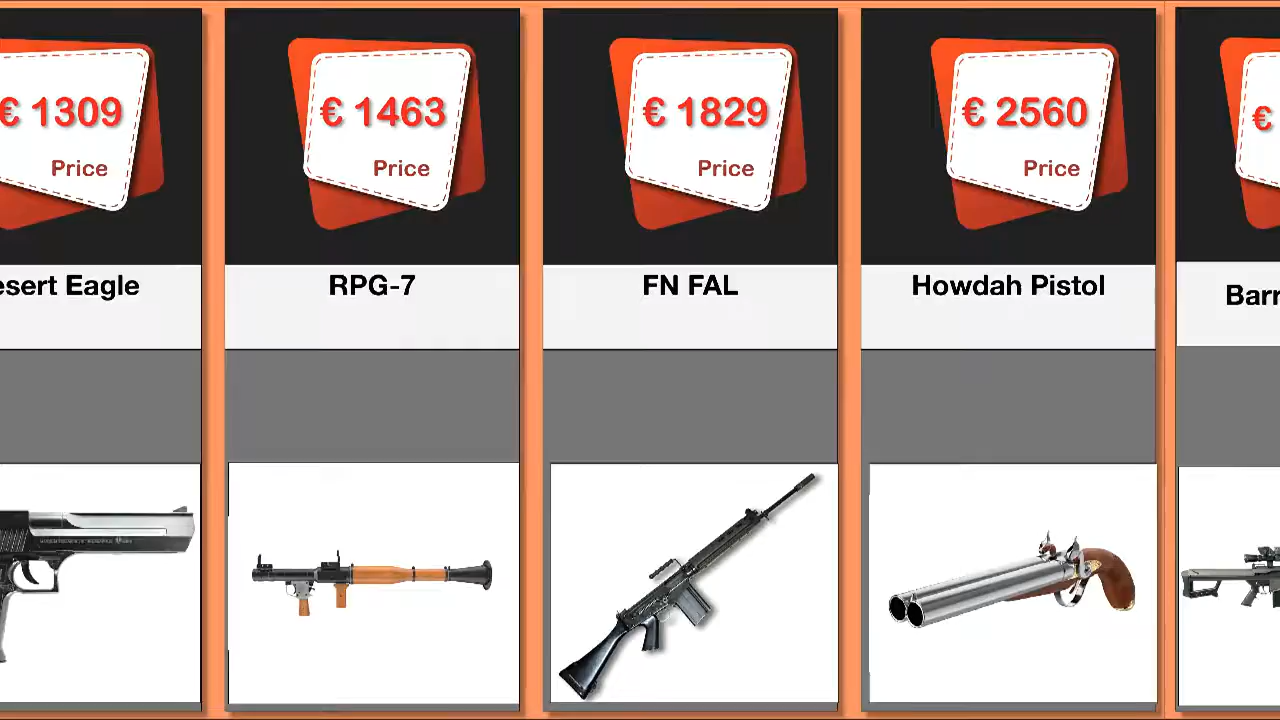 € 1309
Price
esert Eagle
€ 1463
Price
RPG-7
€ 1829
Price
FN FAL
€ 2560
Price
Howdah Pistol
€
Barr